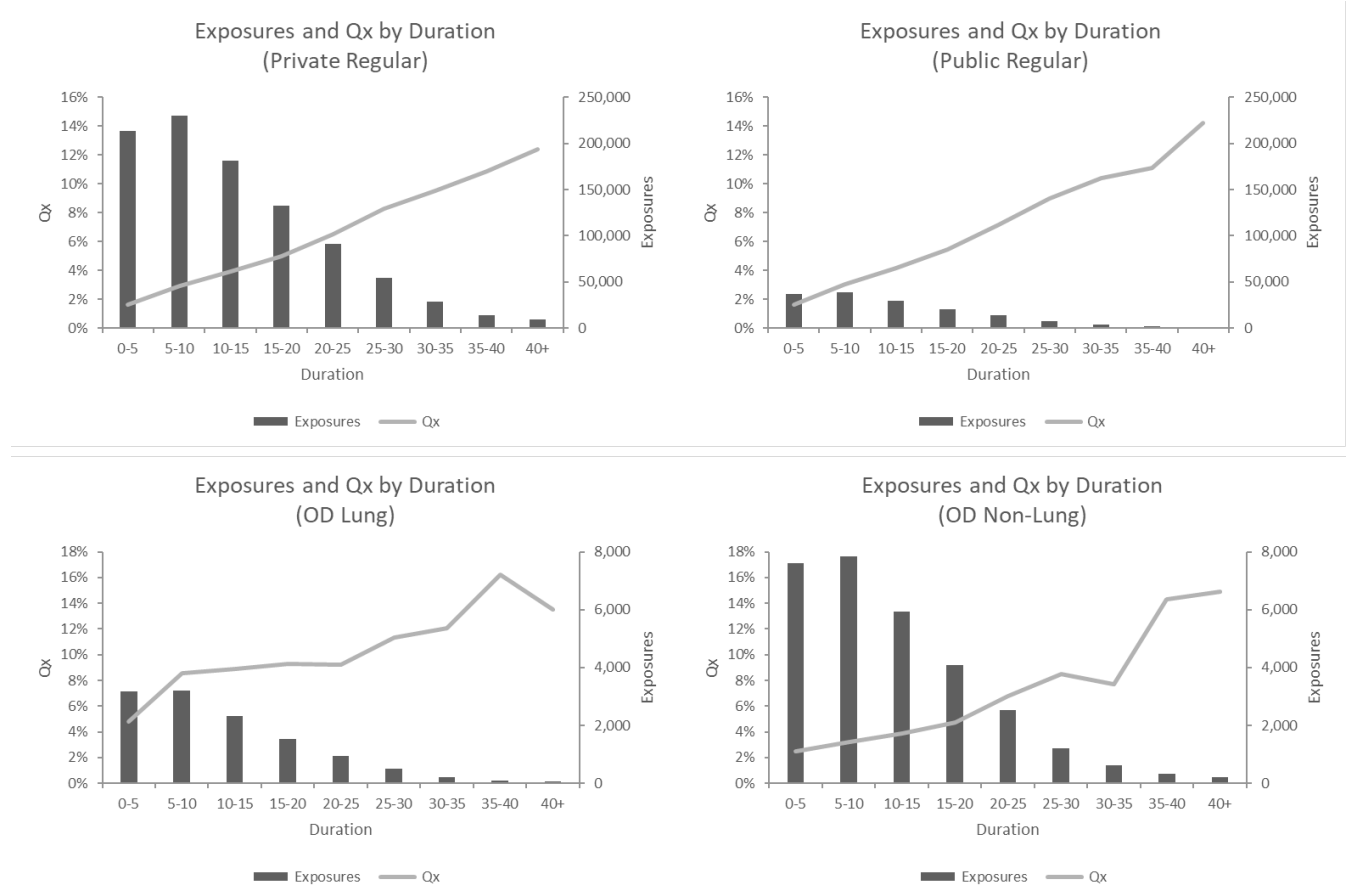 Exposures and Qx by Duration
(Private Regular)
16%
14%
12%
10%
8%
6%
4%
2%
0%
Qx
250,000
200,000
150,000
100,000
50,000
0
Exposures
0-5 5-10 10-15 15-20 20-25 25-30 30-35 35-40 40+
Duration
Exposures Qx
Exposures and Qx by Duration
(Public Regular)
16%
14%
12%
10%
8%
6%
4%
2%
0%
Qx
250,000
200,000
150,000
100,000
50,000
0
Exposures
0-5 5-10 10-15 15-20 20-25 25-30 30-35 35-40 40+
Duration
Exposures Qx
Exposures and Qx by Duration
(OD Lung)
18%
16%
14%
12%
10%
8%
6%
4%
2%
0%
Qx
8,000
6,000
4,000
2,000
0
Exposures
0-5 5-10 10-15 15-20 20-25 25-30 30-35 35-40 40+
Duration
Exposures Qx
Exposures and Qx by Duration
(OD Non-Lung)
18%
16%
14%
12%
10%
8%
6%
4%
2%
0%
Qx
8,000
6,000
4,000
2,000
0
Exposures
0-5 5-10 10-15 15-20 20-25 25-30 30-35 35-40 40+
Duration
Exposures Qx